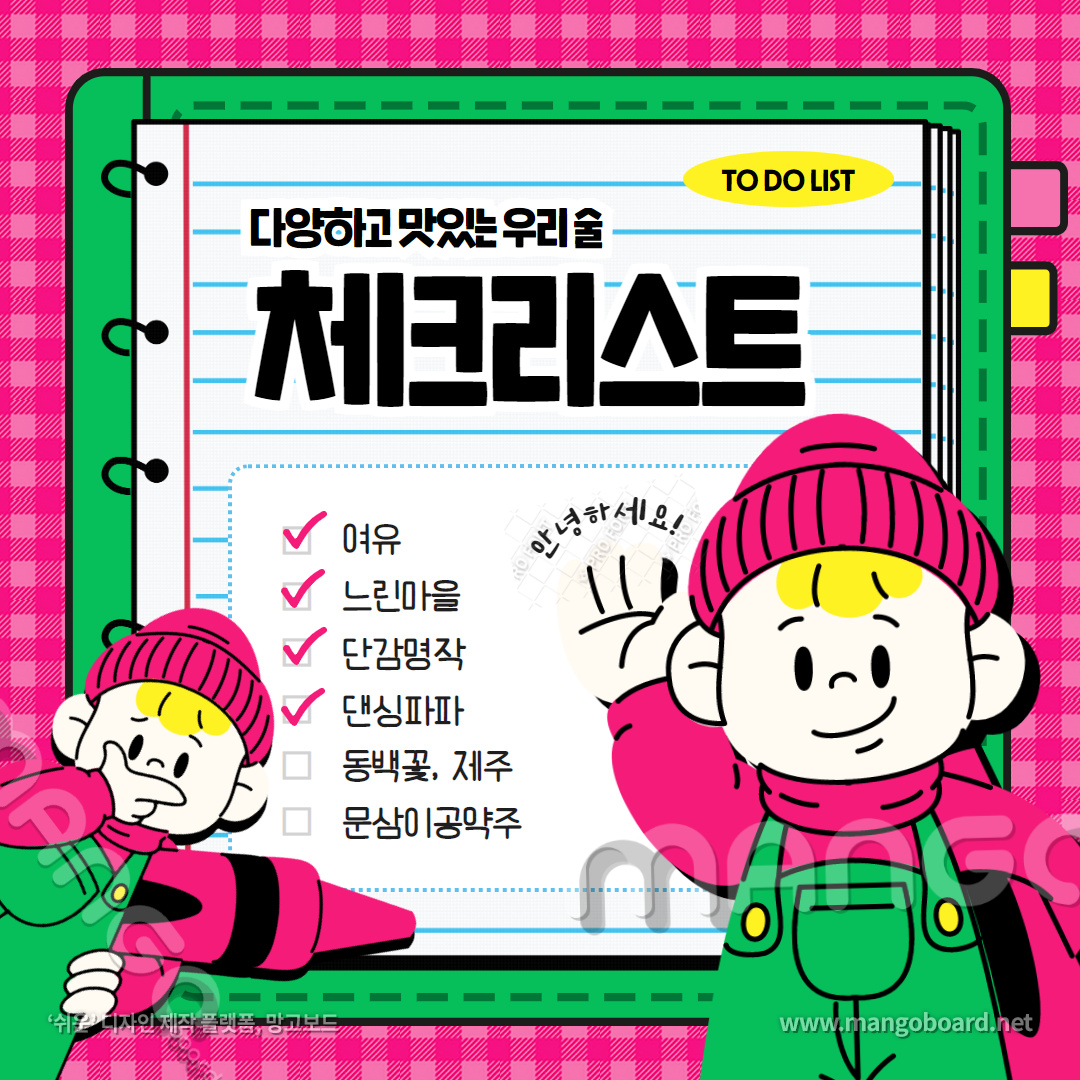 TO DO LIST
다양하고 맛있는 우리 술
체크리스트
안녕하세요!
여유
느린마을
단감명작
댄싱파파
동백꽃, 제주
문삼이공약주
MANGO
'쉬운' 디자인 제작 플랫폼, 망고보드
www.mangoboard.net